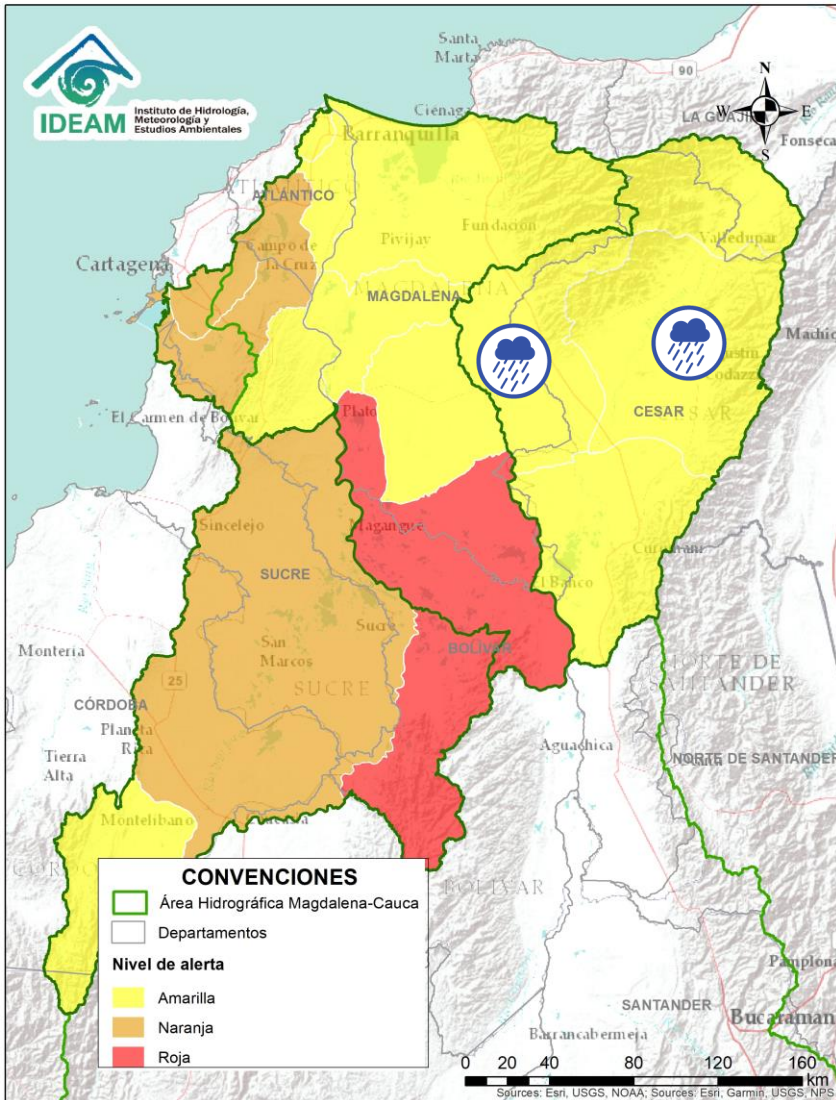 IDEAM
Instituto de Hidrología,
Meteorología y
Estudios Ambientales
Santa
Marta
90
N
W
E
S
Ciénaga
LA GUAJIRA
Fonseca
Barranquilla
ATLÁNTICO
Fundación
Pivijay
Valledupar
Campo de
la Cruz
Cartagena
MAGDALENA
Codazzi
CESAR
El Carmen de Bolívar
Plato
Sincelejo
Magangué
SUCRE
El Banco
Sucre
San
Marcos
BOLÍVAR
SUCRE
Montería
25
CÓRDOBA
NORTE DE
SANTANDER
Planeta
Rica
Aguachica
Tierra
Alta
NORTE DE SANTANDER
Montelíbano
BOLÍVAR
CONVENCIONES
Área Hidrográfica Magdalena-Cauca
Departamentos
Nivel de alerta
Amarilla
Naranja
Roja
Pamplona
SANTANDER
Bucaraman
Barrancabermeja
0 20 40 80 120 160
km
Sources: Esri, USGS, NOAA; Sources: Esri, Garmin, USGS, NPS